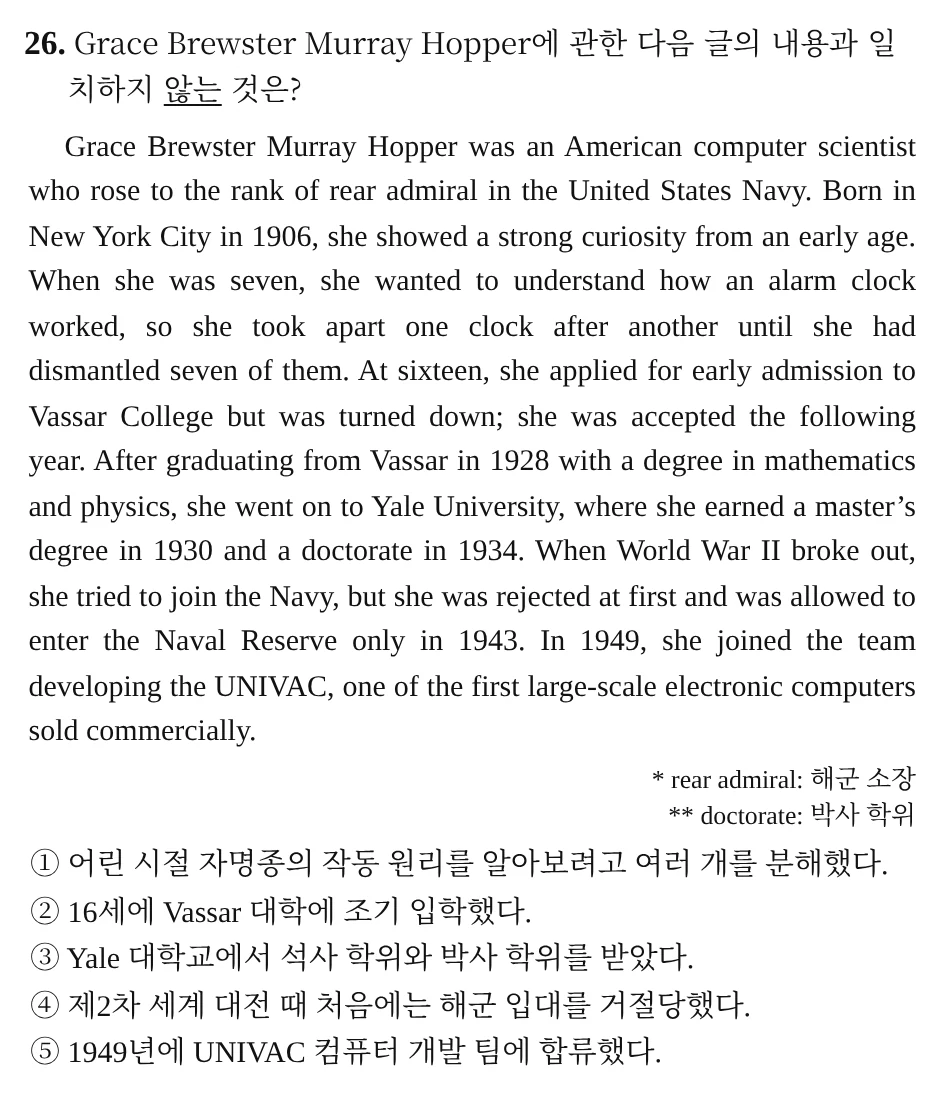 26. Grace Brewster Murray Hopper에 관한 다음 글의 내용과 일
치하지 않는 것은?
Grace Brewster Murray Hopper was an American computer scientist
who rose to the rank of rear admiral in the United States Navy. Born in
New York City in 1906, she showed a strong curiosity from an early age.
When she was seven, she wanted to understand how an alarm clock
worked, so she took apart one clock after another until she had
dismantled seven of them. At sixteen, she applied for early admission to
Vassar College but was turned down; she was accepted the following
year. After graduating from Vassar in 1928 with a degree in mathematics
and physics, she went on to Yale University, where she earned a master’s
degree in 1930 and a doctorate in 1934. When World War II broke out,
she tried to join the Navy, but she was rejected at first and was allowed to
enter the Naval Reserve only in 1943. In 1949, she joined the team
developing the UNIVAC, one of the first large-scale electronic computers
sold commercially.
* rear admiral: 해군 소장
** doctorate: 박사 학위
① 어린 시절 자명종의 작동 원리를 알아보려고 여러 개를 분해했다.
② 16세에 Vassar 대학에 조기 입학했다.
③ Yale 대학교에서 석사 학위와 박사 학위를 받았다.
④ 제2차 세계 대전 때 처음에는 해군 입대를 거절당했다.
⑤ 1949년에 UNIVAC 컴퓨터 개발 팀에 합류했다.